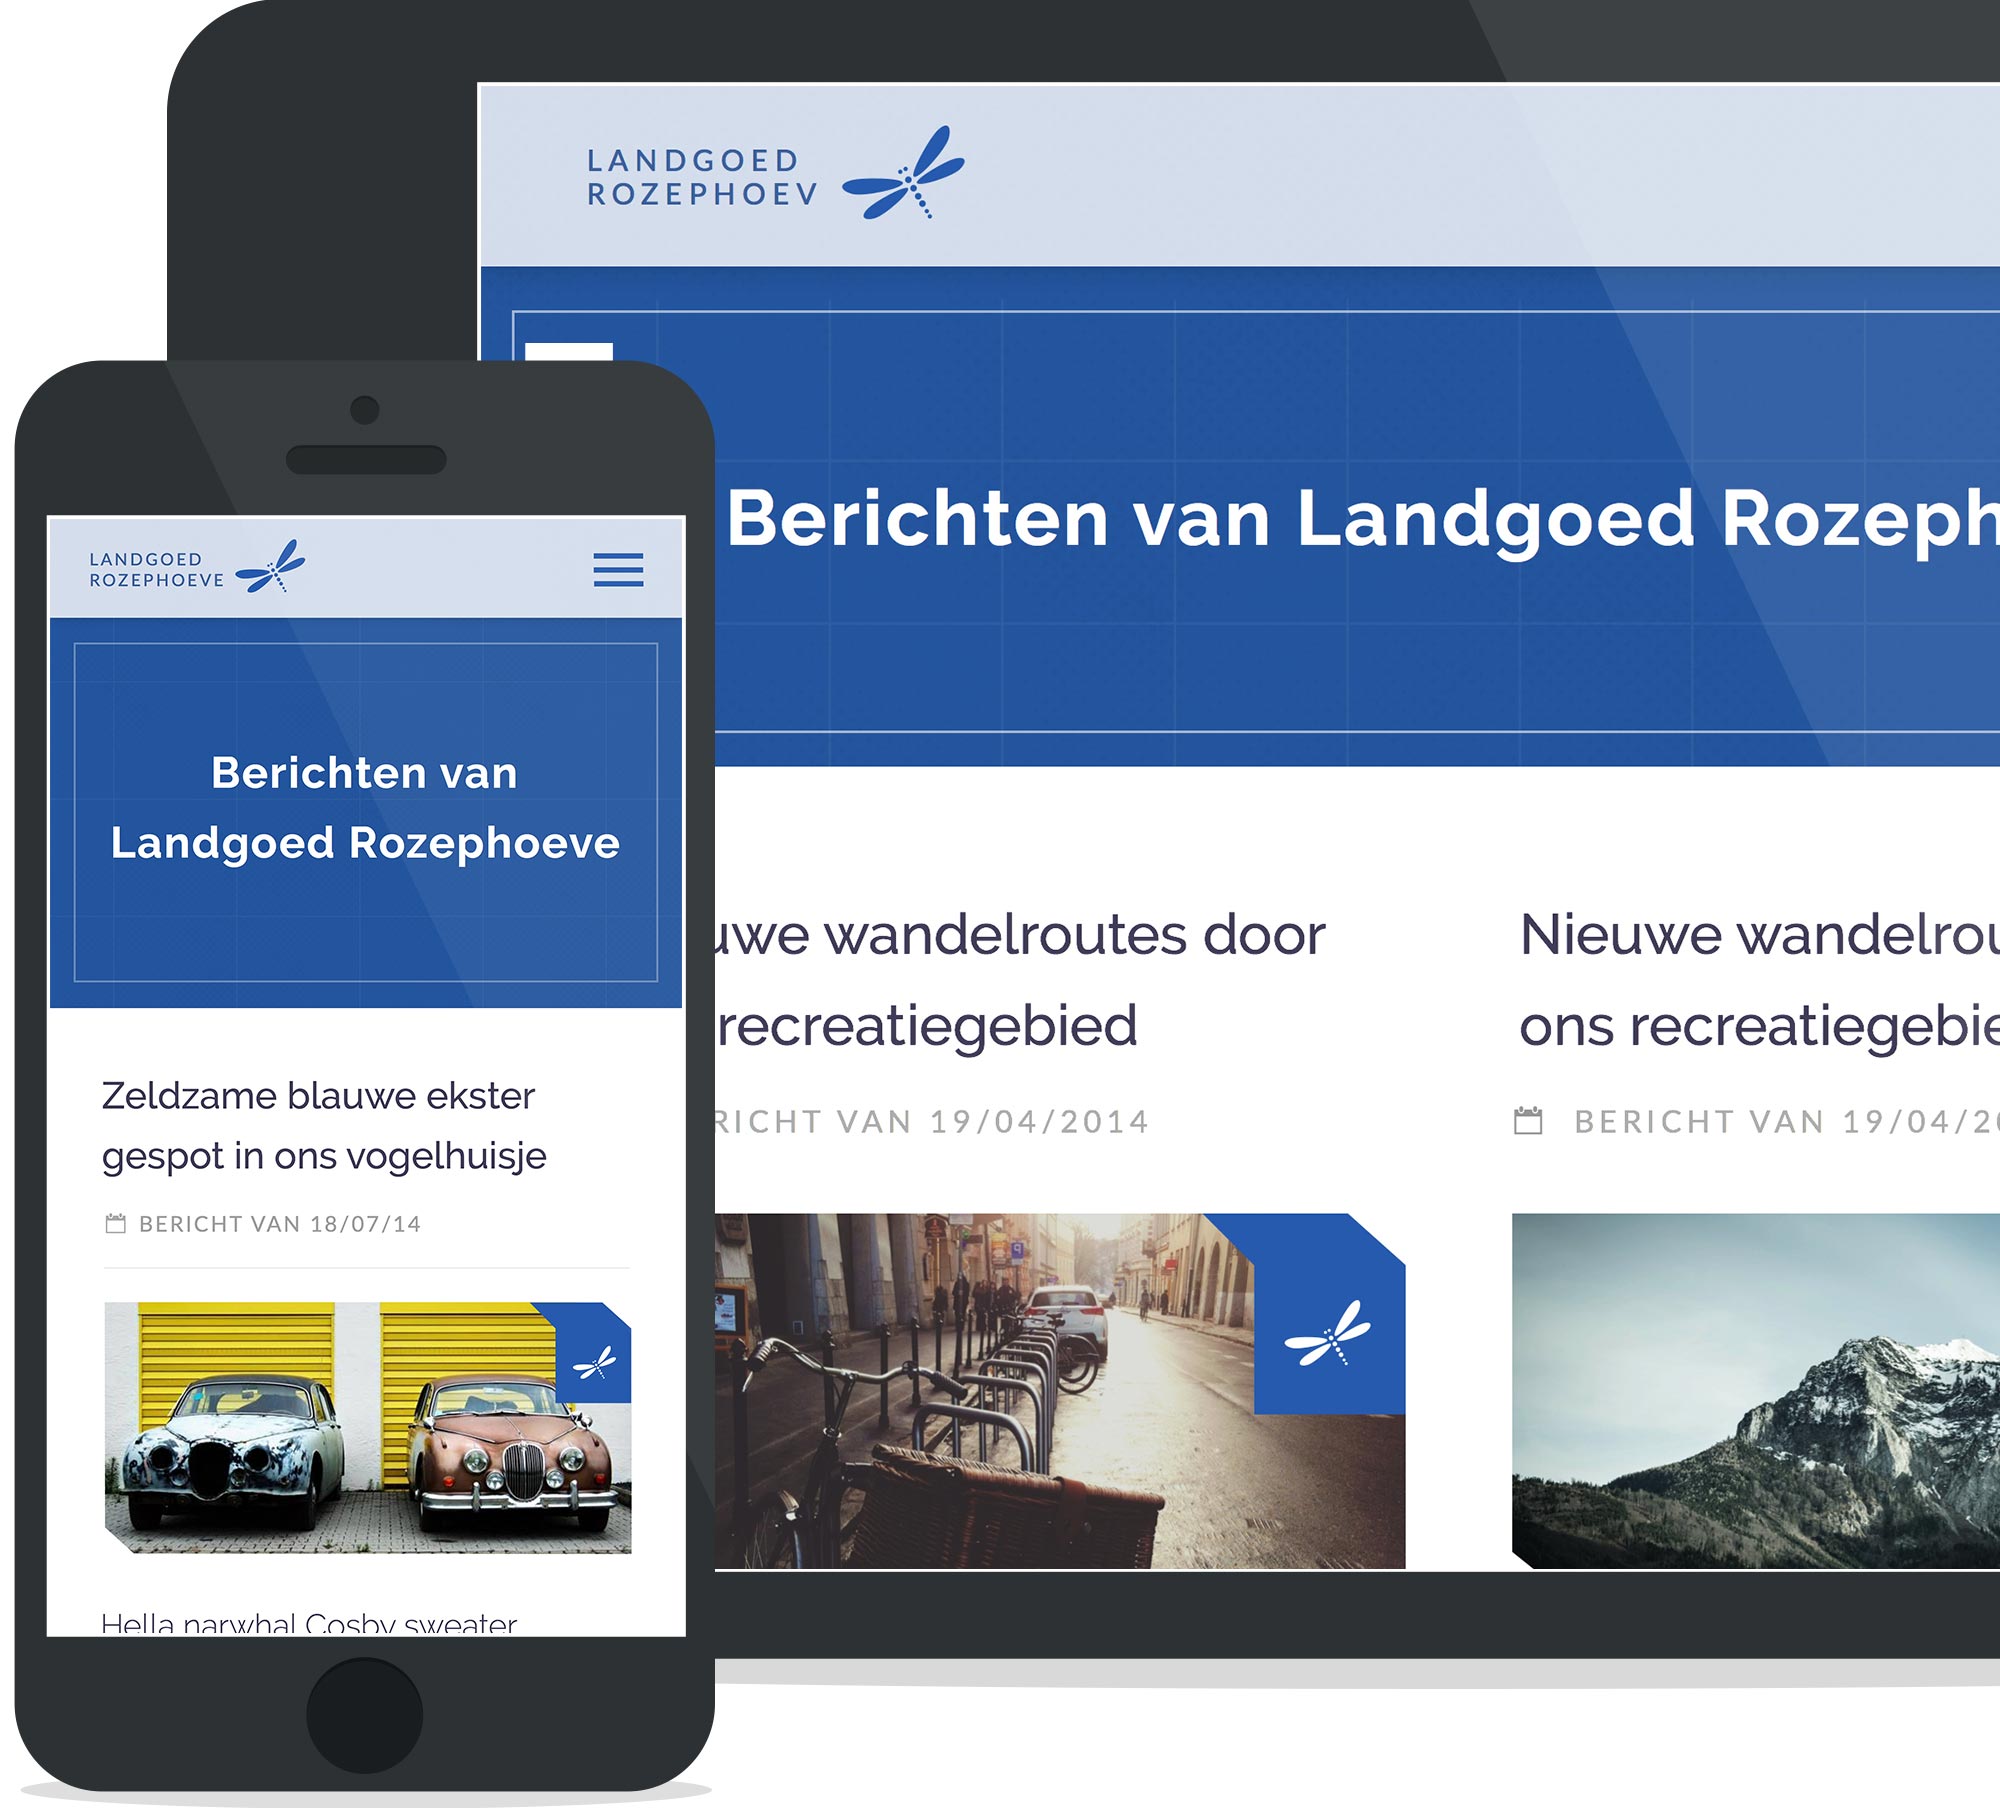 LANDGOED
ROZEPHOEV
Berichten van Landgoed Rozeph
uwe wandelroutes door
recreatiegebied
RICHT VAN 19/04/2014
Nieuwe wandelrou
ons recreatiegebie
BERICHT VAN 19/04/20
LANDGOED
ROZEPHOEVE
Berichten van
Landgoed Rozephoeve
Zeldzame blauwe ekster
gespot in ons vogelhuisje
BERICHT VAN 18/07/14
Hella narwhal Cosby sweater